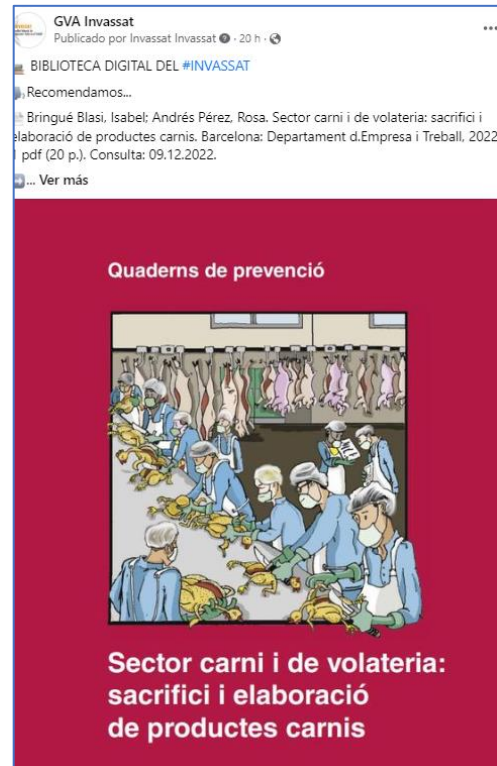 GVA Invassat
Publicado por Invassat Invassat · 20 h ·
BIBLIOTECA DIGITAL DEL #INVASSAT
Recomendamos...
Bringué Blasi, Isabel; Andrés Pérez, Rosa. Sector carni i de volateria: sacrifici i
elaboració de productes carnis. Barcelona: Departament d.Empresa i Treball, 2022
1 pdf (20 p.). Consulta: 09.12.2022.
... Ver más
Quaderns de prevenció
Sector carni i de volateria:
sacrifici i elaboració
de productes carnis